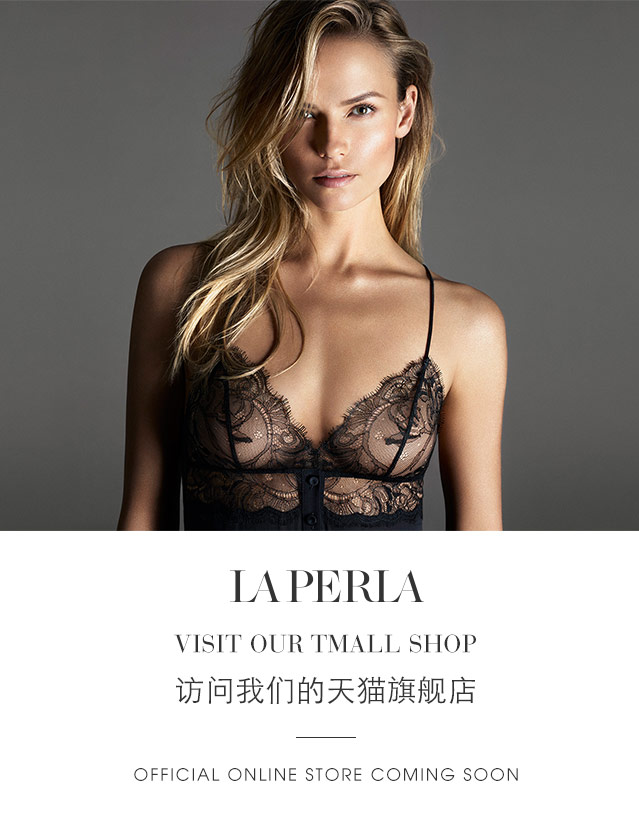 LA PERLA
VISIT OUR TMALL SHOP
访问我们的天猫旗舰店
OFFICIAL ONLINE STORE COMING SOON